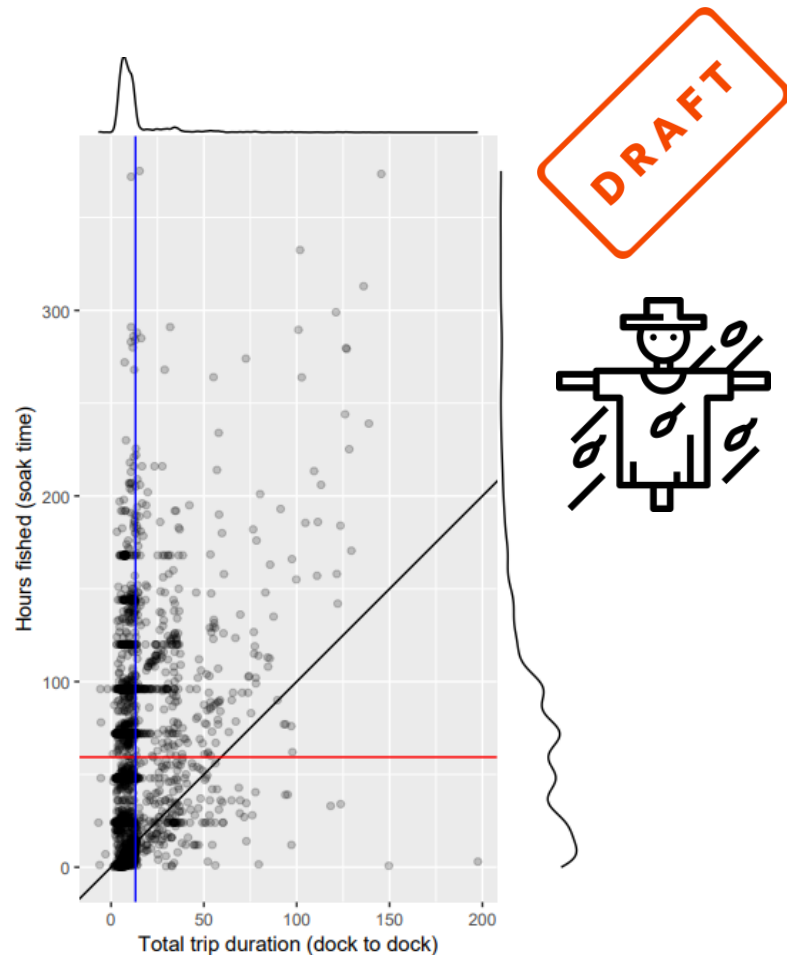 DRAFT
300
200
100
0
Hours fished (soak time)
0 50 100 150 200
Total trip duration (dock to dock)